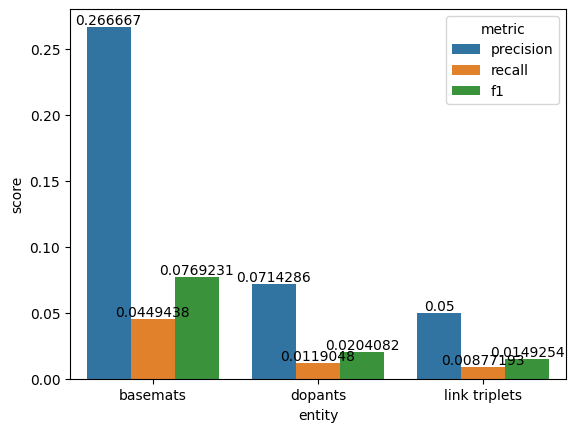 0.266667
metric
precision
recall
f1
0.25
0.20
0.15
0.10
0.05
0.00
score
0.0769231
0.0714286
0.0449438
0.05
0.0204082
0.0119048
0.0149254
0.00877193
basemats
dopants
link triplets
entity